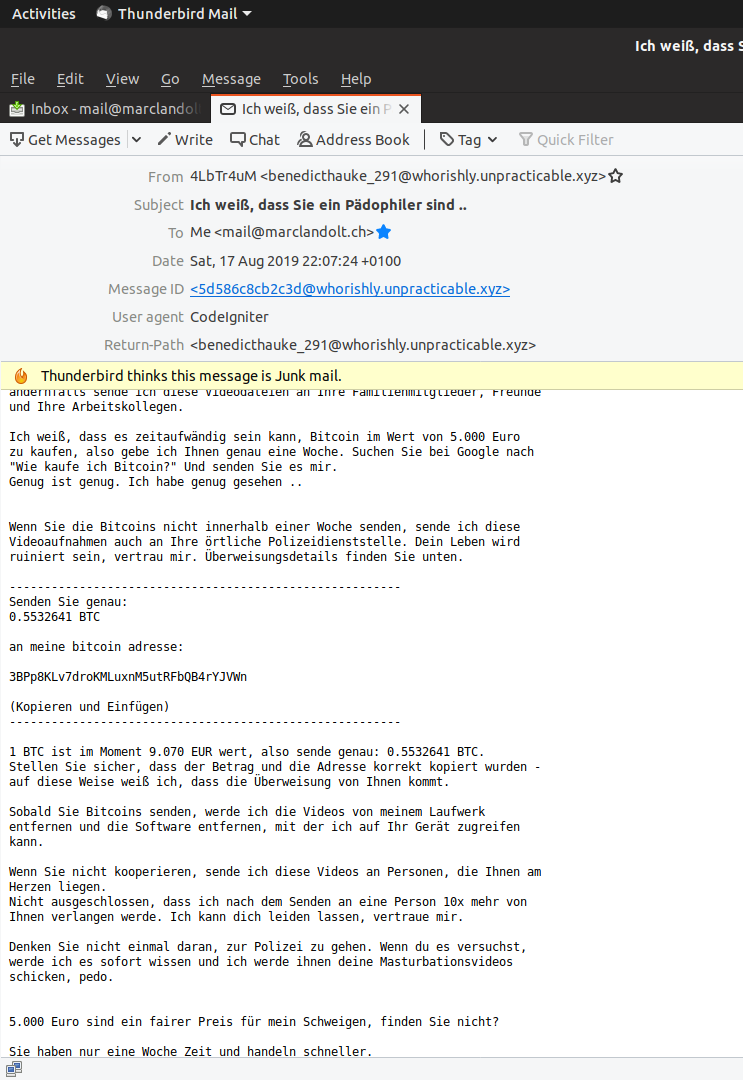 Activities Thunderbird Mail
Ich weiß, dass S
File Edit View Go Message Tools Help
Inbox - mail@marclandol Ich weiß, dass Sie ein P
Get Messages Write Chat Address Book Tag Quick Filter
From 4LbTr4uM <benedicthauke_291@whorishly.unpracticable.xyz>
Subject Ich weiß, dass Sie ein Pädophiler sind ..
To Me <mail@marclandolt.ch>
Date Sat, 17 Aug 2019 22:07:24 +0100
Message ID <5d586c8cb2c3d@whorishly.unpracticable.xyz>
User agent CodeIgniter
Return-Path <benedicthauke_291@whorishly.unpracticable.xyz>
Thunderbird thinks this message is Junk mail.
andernfalls sende ich diese Videodateien an Ihre Familienmitglieder, Freunde
und Ihre Arbeitskollegen.
Ich weiß, dass es zeitaufwändig sein kann, Bitcoin im Wert von 5.000 Euro
zu kaufen, also gebe ich Ihnen genau eine Woche. Suchen Sie bei Google nach
"Wie kaufe ich Bitcoin?" Und senden Sie es mir.
Genug ist genug. Ich habe genug gesehen ..
Wenn Sie die Bitcoins nicht innerhalb einer Woche senden, sende ich diese
Videoaufnahmen auch an Ihre örtliche Polizeidienststelle. Dein Leben wird
ruiniert sein, vertrau mir. Überweisungsdetails finden Sie unten.
--------------------------------------------------------
Senden Sie genau:
0.5532641 BTC
an meine bitcoin adresse:
3BPp8KLv7droKMLuxnM5utRFbQB4rYJVWn
(Kopieren und Einfügen)
--------------------------------------------------------
1 BTC ist im Moment 9.070 EUR wert, also sende genau: 0.5532641 BTC.
Stellen Sie sicher, dass der Betrag und die Adresse korrekt kopiert wurden -
auf diese Weise weiß ich, dass die Überweisung von Ihnen kommt.
Sobald Sie Bitcoins senden, werde ich die Videos von meinem Laufwerk
entfernen und die Software entfernen, mit der ich auf Ihr Gerät zugreifen
kann.
Wenn Sie nicht kooperieren, sende ich diese Videos an Personen, die Ihnen am
Herzen liegen.
Nicht ausgeschlossen, dass ich nach dem Senden an eine Person 10x mehr von
Ihnen verlangen werde. Ich kann dich leiden lassen, vertraue mir.
Denken Sie nicht einmal daran, zur Polizei zu gehen. Wenn du es versuchst,
werde ich es sofort wissen und ich werde ihnen deine Masturbationsvideos
schicken, pedo.
5.000 Euro sind ein fairer Preis für mein Schweigen, finden Sie nicht?
Sie haben nur eine Woche Zeit und handeln schneller.